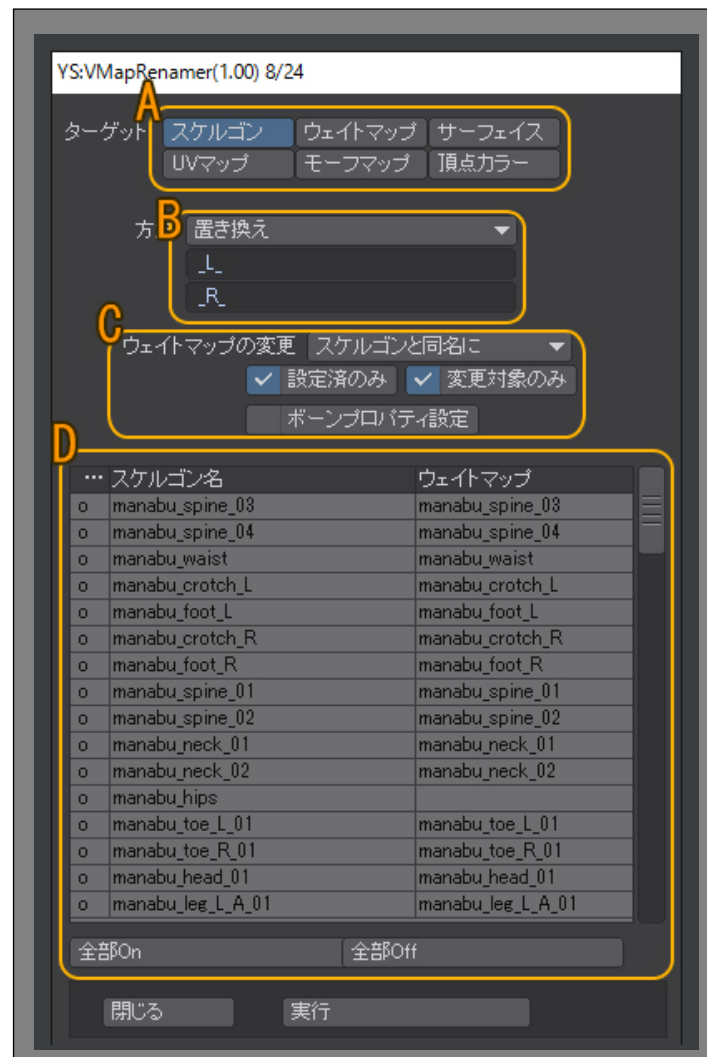 YS:VMapRenamer(1.00) 8/24
A
ターゲット スケルゴン ウェイトマップ サーフェイス
UVマップ モーフマップ 頂点カラー
B
方 置き換え
_L_
_R_
C
ウェイトマップの変更 スケルゴンと同名に
設定済のみ 変更対象のみ
ボーンプロパティ設定
D
… スケルゴン名 ウェイトマップ
o manabu_spine_03 manabu_spine_03
o manabu_spine_04 manabu_spine_04
o manabu_waist manabu_waist
o manabu_crotch_L manabu_crotch_L
o manabu_foot_L manabu_foot_L
o manabu_crotch_R manabu_crotch_R
o manabu_foot_R manabu_foot_R
o manabu_spine_01 manabu_spine_01
o manabu_spine_02 manabu_spine_02
o manabu_neck_01 manabu_neck_01
o manabu_neck_02 manabu_neck_02
o manabu_hips
o manabu_toe_L_01 manabu_toe_L_01
o manabu_toe_R_01 manabu_toe_R_01
o manabu_head_01 manabu_head_01
o manabu_leg_L_A_01 manabu_leg_L_A_01
全部On 全部Off
閉じる 実行